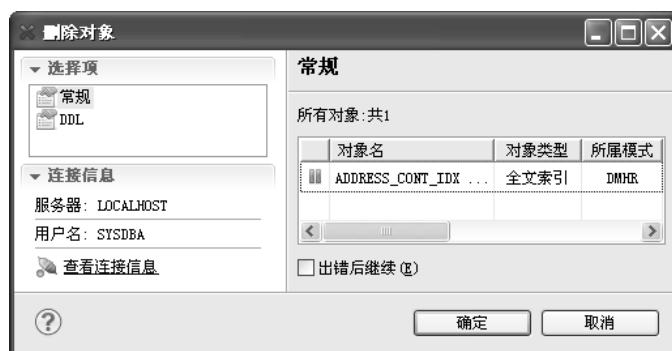 删除对象
选择项
常规
DDL
连接信息
服务器: LOCALHOST
用户名: SYSDBA
查看连接信息
常规
所有对象:共1
对象名 对象类型 所属模式
ADDRESS_CONT_IDX ... 全文索引 DMHR
出错后继续(E)
确定 取消